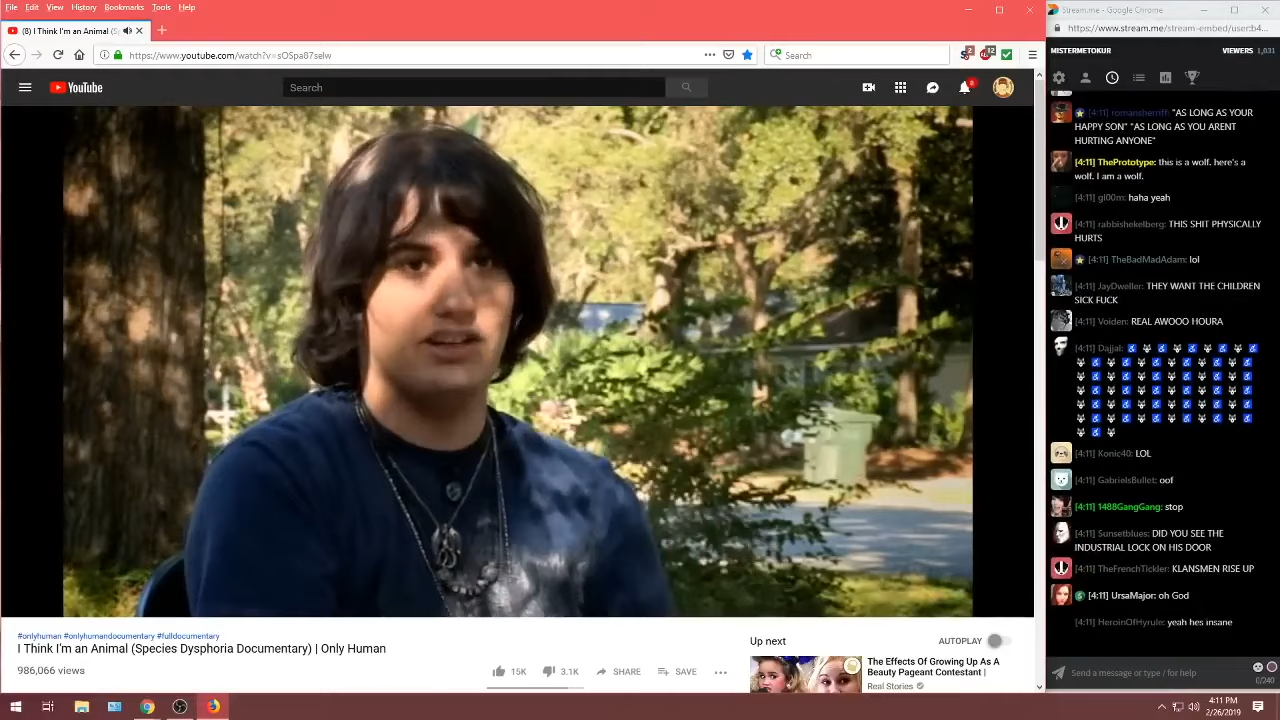 File Edit View History Bookmarks Tools Help
(8) I Think I'm an Animal (S
https://www.youtube.com/watch?v=sOSpa87selw
Search
YouTube
Search
8
#onlyhuman #onlyhumandocumentary #fulldocumentary
I Think I'm an Animal (Species Dysphoria Documentary) | Only Human
986,066 views
15K
3.1K
SHARE
SAVE
Up next
AUTOPLAY
The Effects Of Growing Up As A
Beauty Pageant Contestant |
Real Stories
Stream.me - Google Chrome
https://www.stream.me/stream-embed/user:b4...
MISTERMETOKUR
VIEWERS 1,031
[4:11] romansherriff: "AS LONG AS YOUR
HAPPY SON" "AS LONG AS YOU ARENT
HURTING ANYONE"
[4:11] ThePrototype: this is a wolf. here's a
wolf. I am a wolf.
[4:11] gl00m: haha yeah
[4:11] rabbishekelberg: THIS SHIT PHYSICALLY
HURTS
[4:11] TheBadMadAdam: lol
[4:11] JayDweller: THEY WANT THE CHILDREN
SICK FUCK
[4:11] Voiden: REAL AWOOO HOURA
[4:11] Dajjal:
[4:11] Konic40: LOL
[4:11] GabrielsBullet: oof
[4:11] 1488GangGang: stop
[4:11] Sunsetblues: DID YOU SEE THE
INDUSTRIAL LOCK ON HIS DOOR
[4:11] TheFrenchTickler: KLANSMEN RISE UP
[4:11] UrsaMajor: oh God
[4:11] HeroinOfHyrule: yeah hes insane
Send a message or type / for help
0/240
4:11 PM
2/26/2019